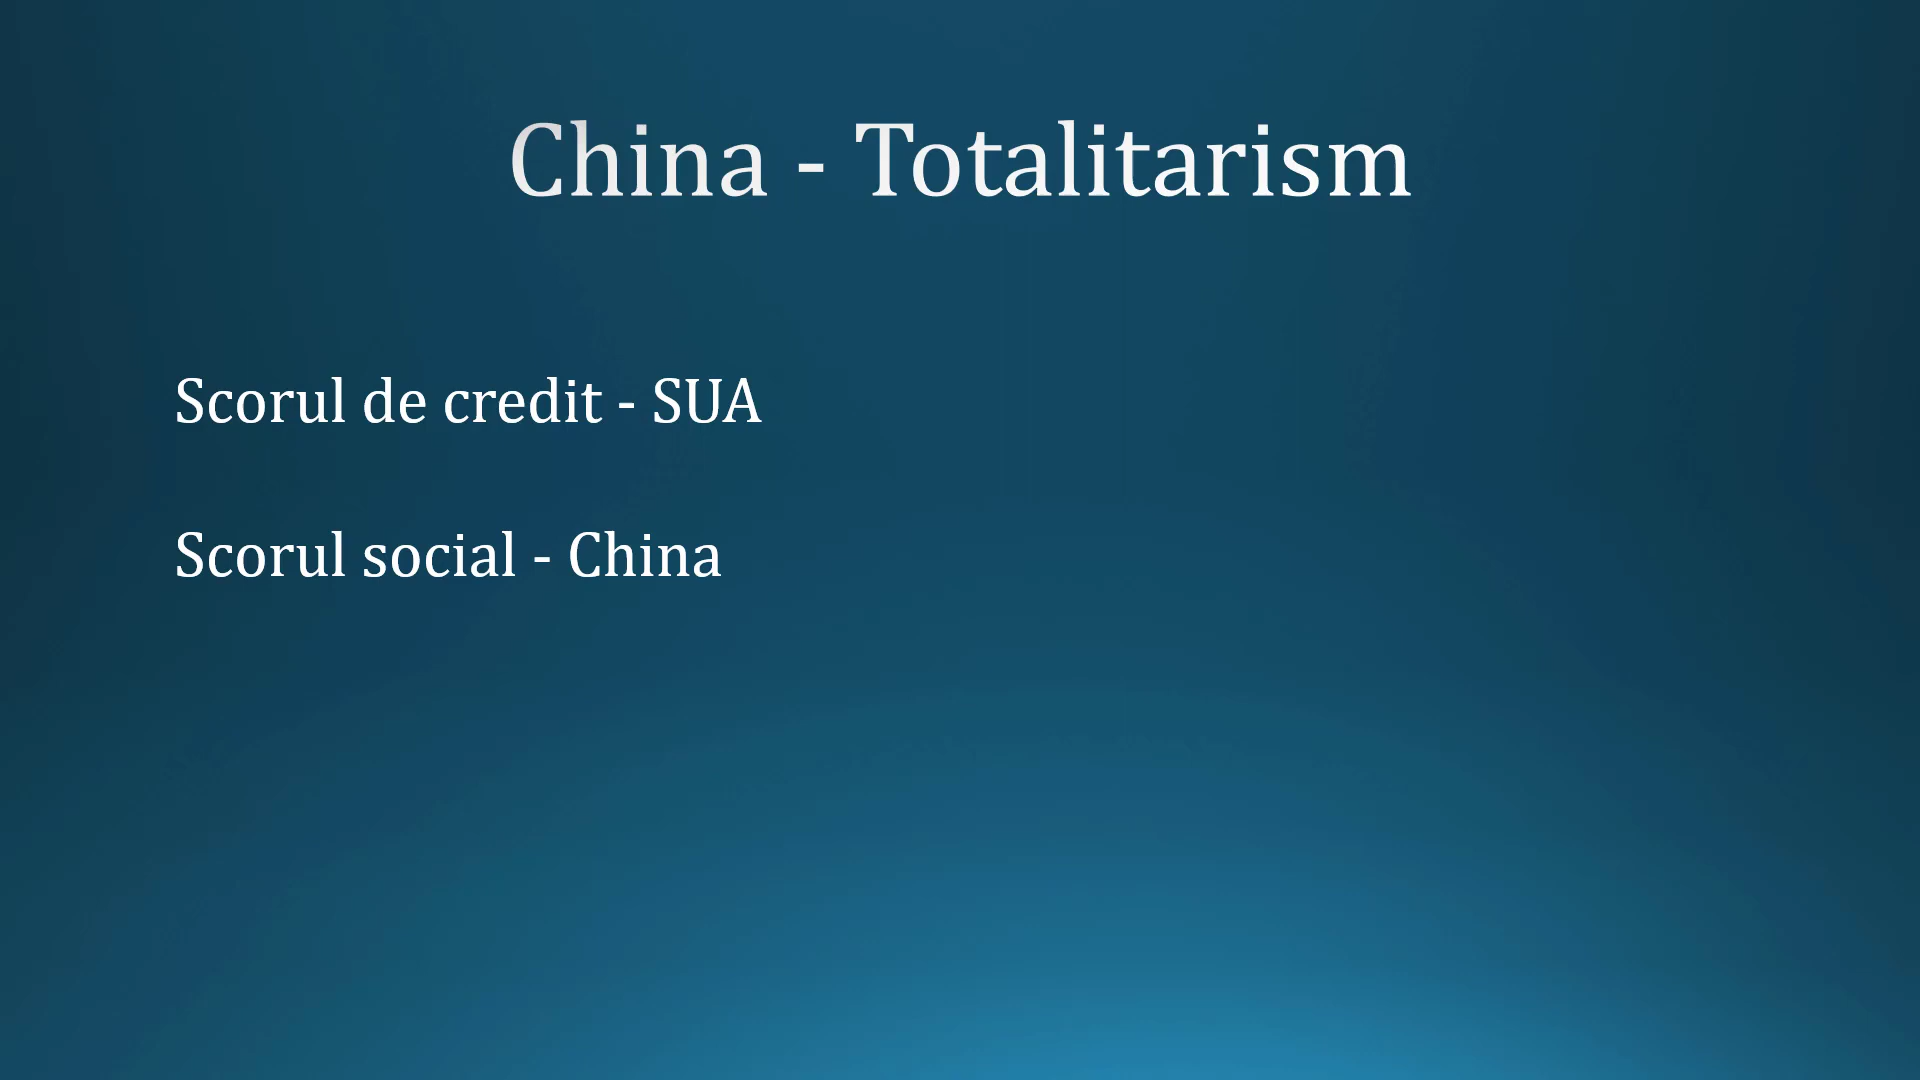 China - Totalitarism
Scorul de credit - SUA
Scorul social - China